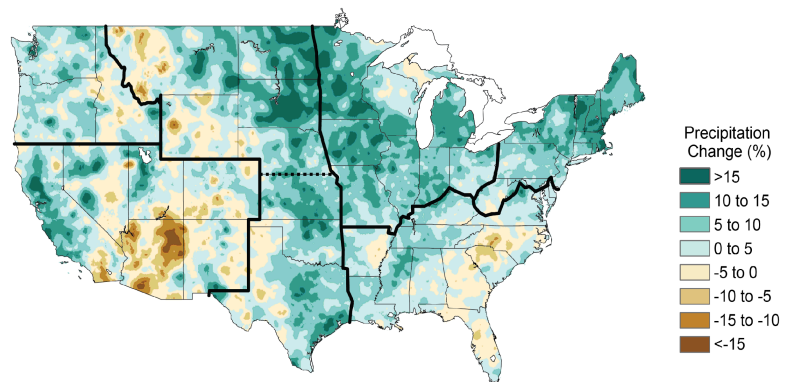 Precipitation
Change (%)
>15
10 to 15
5 to 10
0 to 5
-5 to 0
-10 to -5
-15 to -10
<-15